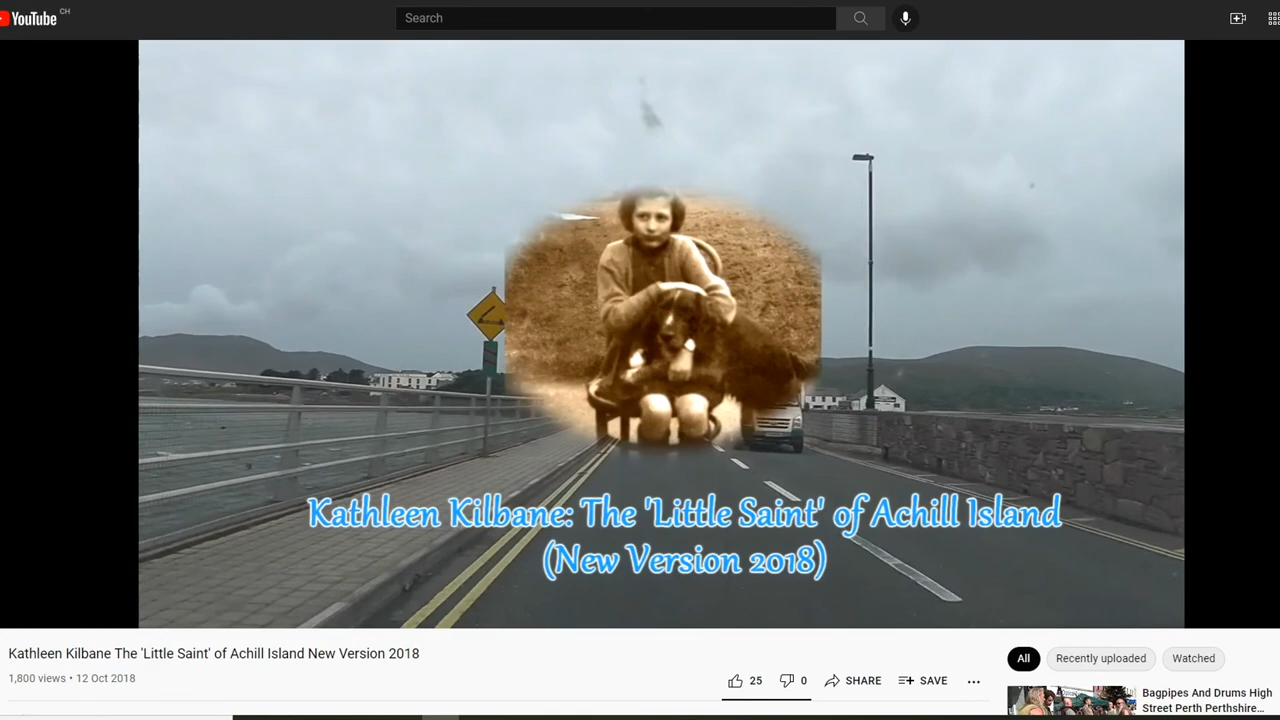 YouTube CH
Search
Kathleen Kilbane: The 'Little Saint' of Achill Island
(New Version 2018)
Kathleen Kilbane The 'Little Saint' of Achill Island New Version 2018
1,800 views • 12 Oct 2018
25
0
SHARE
SAVE
All
Recently uploaded
Watched
Bagpipes And Drums High
Street Perth Perthshire...